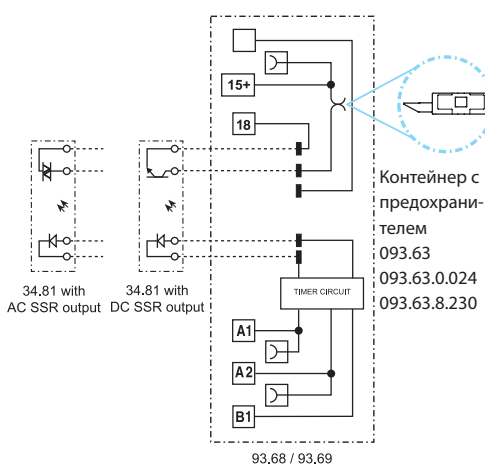 15+
18
34.81 with
AC SSR output
34.81 with
DC SSR output
Контейнер с
предохрани-
телем
093.63
093.63.0.024
093.63.8.230
TIMER CIRCUIT
A1
A2
B1
93.68 / 93.69